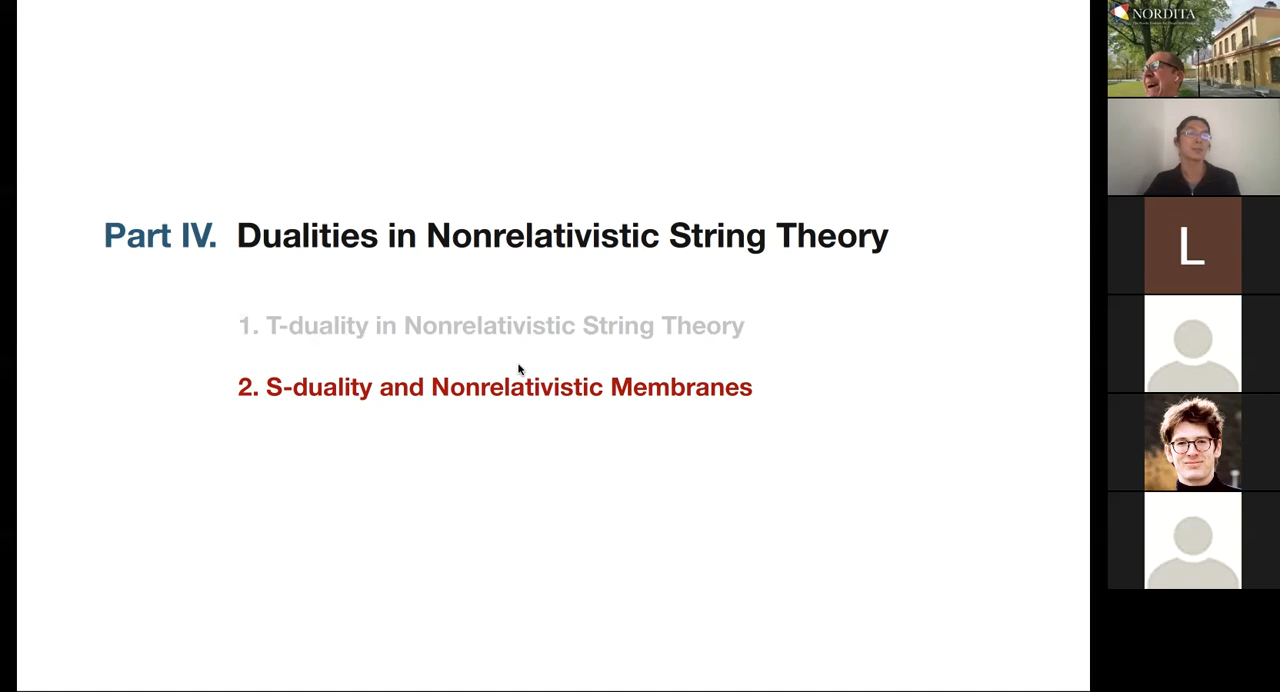 Part IV. Dualities in Nonrelativistic String Theory
1. T-duality in Nonrelativistic String Theory
2. S-duality and Nonrelativistic Membranes
NORDITA
L